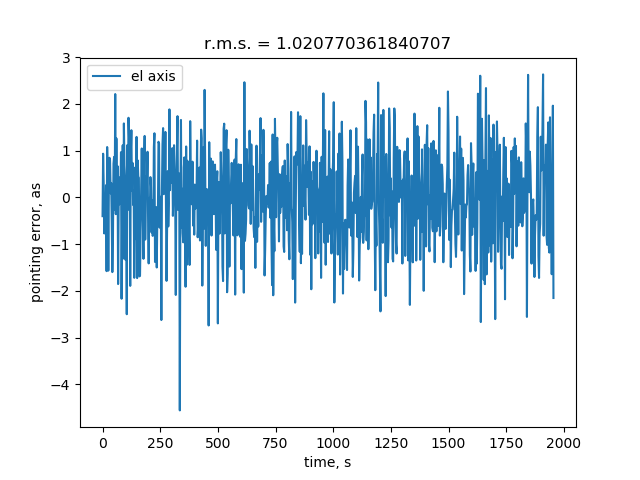 r.m.s. = 1.020770361840707
el axis
pointing error, as
3
2
1
0
−1
−2
−3
−4
0 250 500 750 1000 1250 1500 1750 2000
time, s